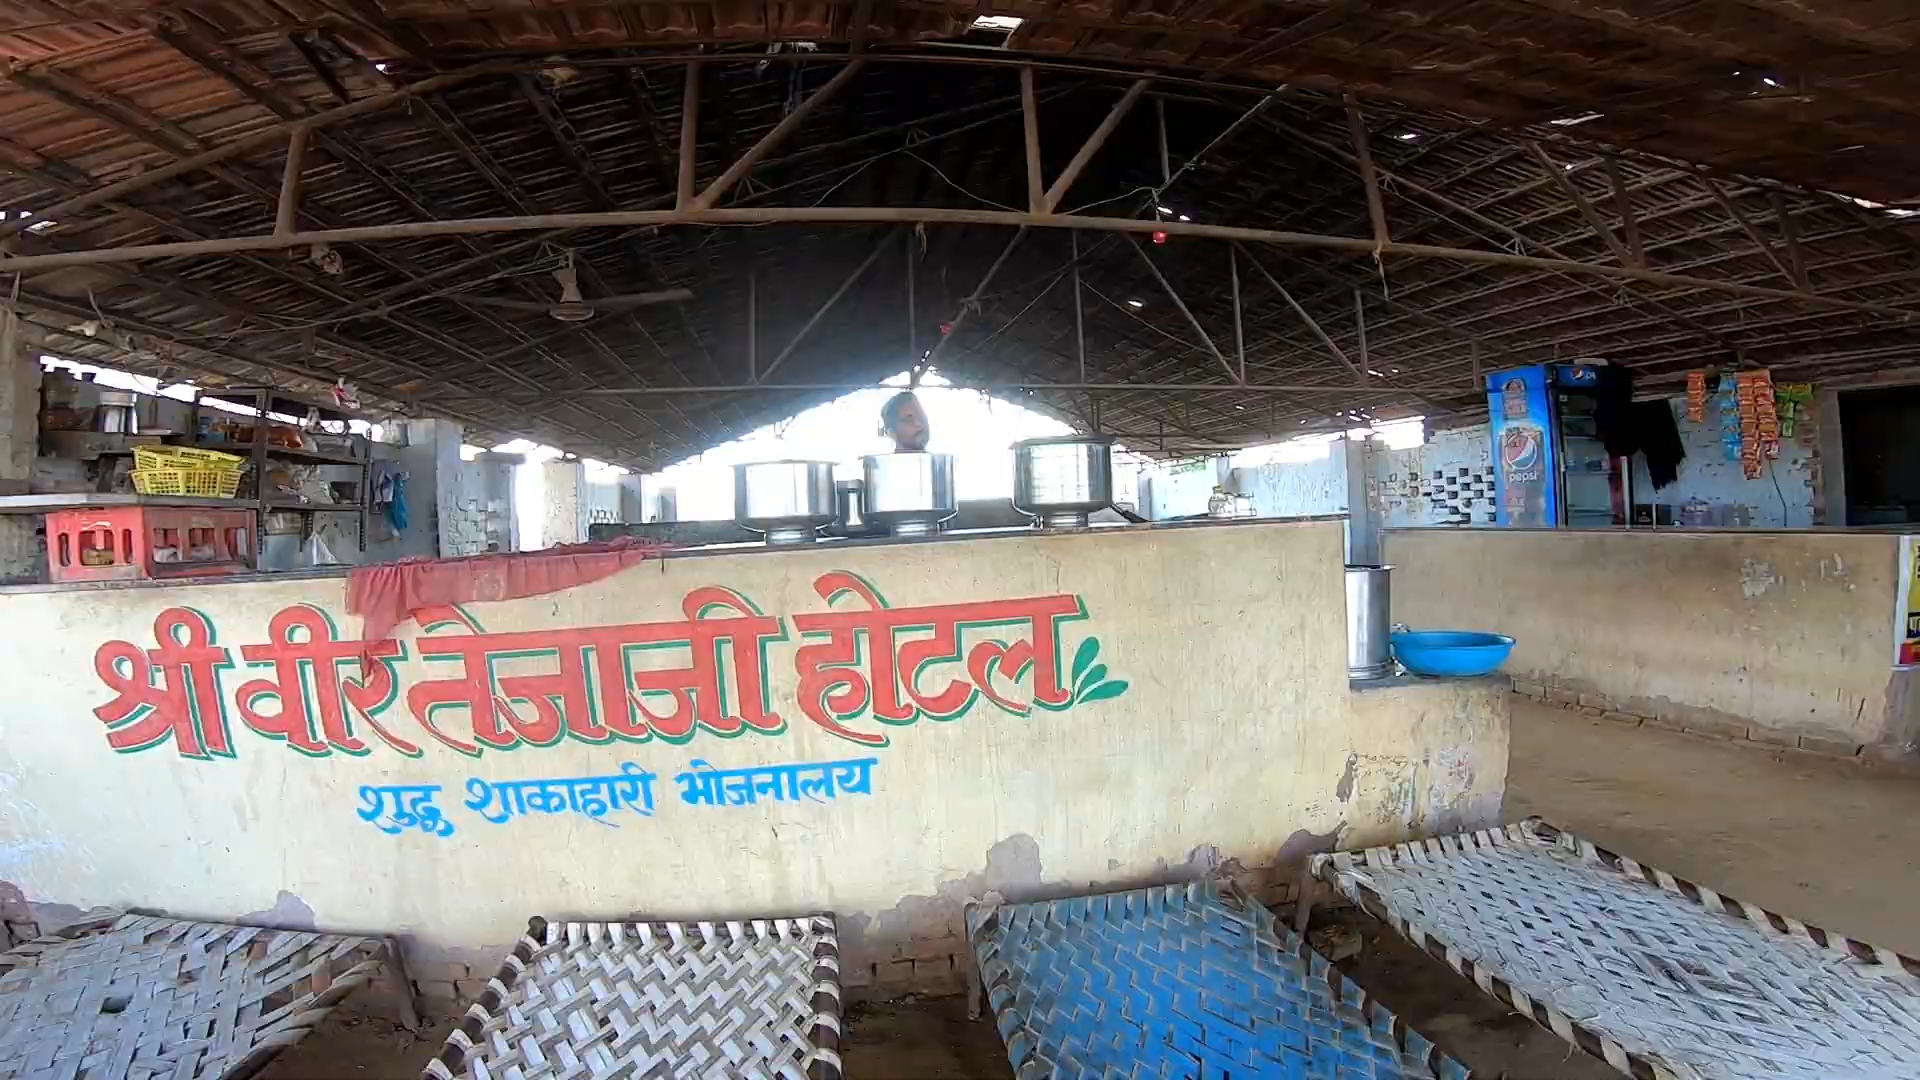 श्री वीर तेजाजी होटल
शुद्ध शाकाहारी भोजनालय
pepsi